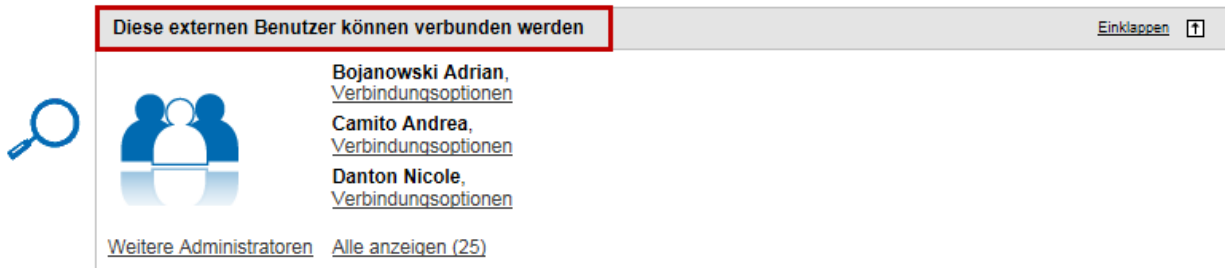 Diese externen Benutzer können verbunden werden Einklappen
Bojanowski Adrian,
Verbindungsoptionen
Camito Andrea,
Verbindungsoptionen
Danton Nicole,
Verbindungsoptionen
Weitere Administratoren Alle anzeigen (25)